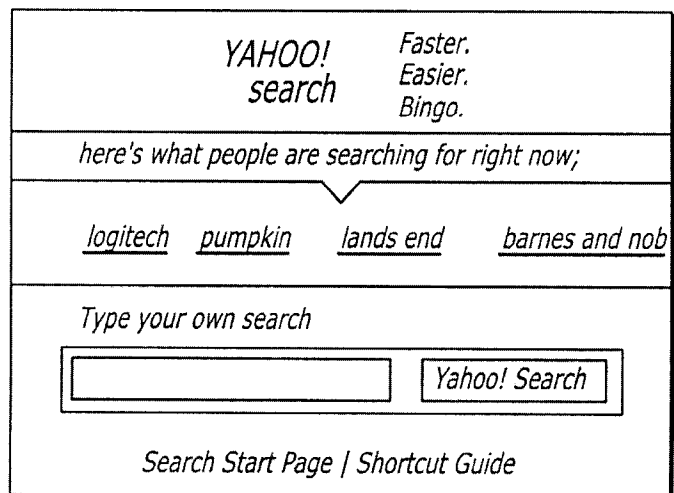 YAHOO!
search
Faster.
Easier.
Bingo.
here's what people are searching for right now;
logitech pumpkin lands end barnes and nob
Type your own search
Yahoo! Search
Search Start Page | Shortcut Guide